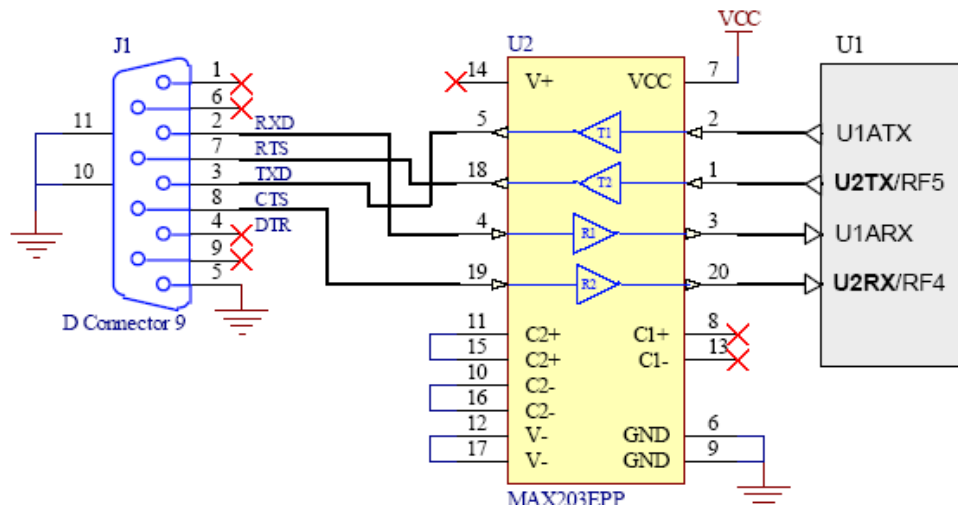 J1
1
6
2 RXD
7 RTS
3 TXD
8 CTS
4 DTR
9
5
11
10
D Connector 9
U2
14 V+
VCC 7
VCC
5 T1 2
18 T2 1
4 R1 3
19 R2 20
11 C2+
15 C2+
10 C2-
16 C2-
12 V-
17 V-
C1+ 8
C1- 13
GND 6
GND 9
MAX203EPP
U1
U1ATX
U2TX/RF5
U1ARX
U2RX/RF4